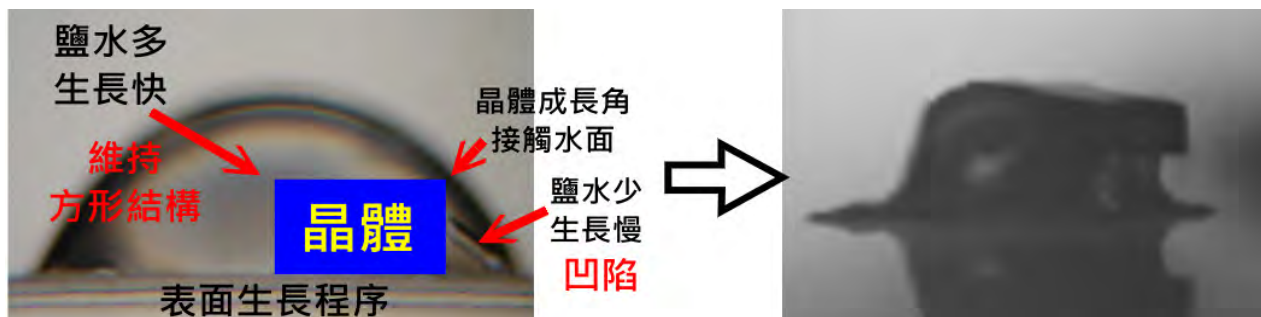 鹽水多
生長快
維持
方形結構
晶體
表面生長程序
晶體成長角
接觸水面
鹽水少
生長慢
凹陷